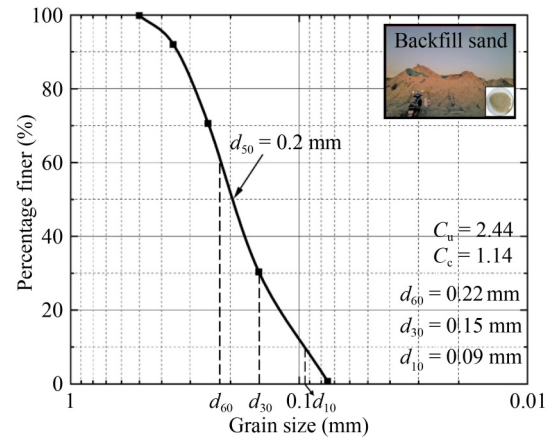 100
80
60
40
20
0
Percentage finer (%)
Backfill sand
d₅₀ = 0.2 mm
Cᵤ = 2.44
C_c = 1.14
d₆₀ = 0.22 mm
d₃₀ = 0.15 mm
d₁₀ = 0.09 mm
1 d₆₀ d₃₀ 0.1 d₁₀ 0.01
Grain size (mm)